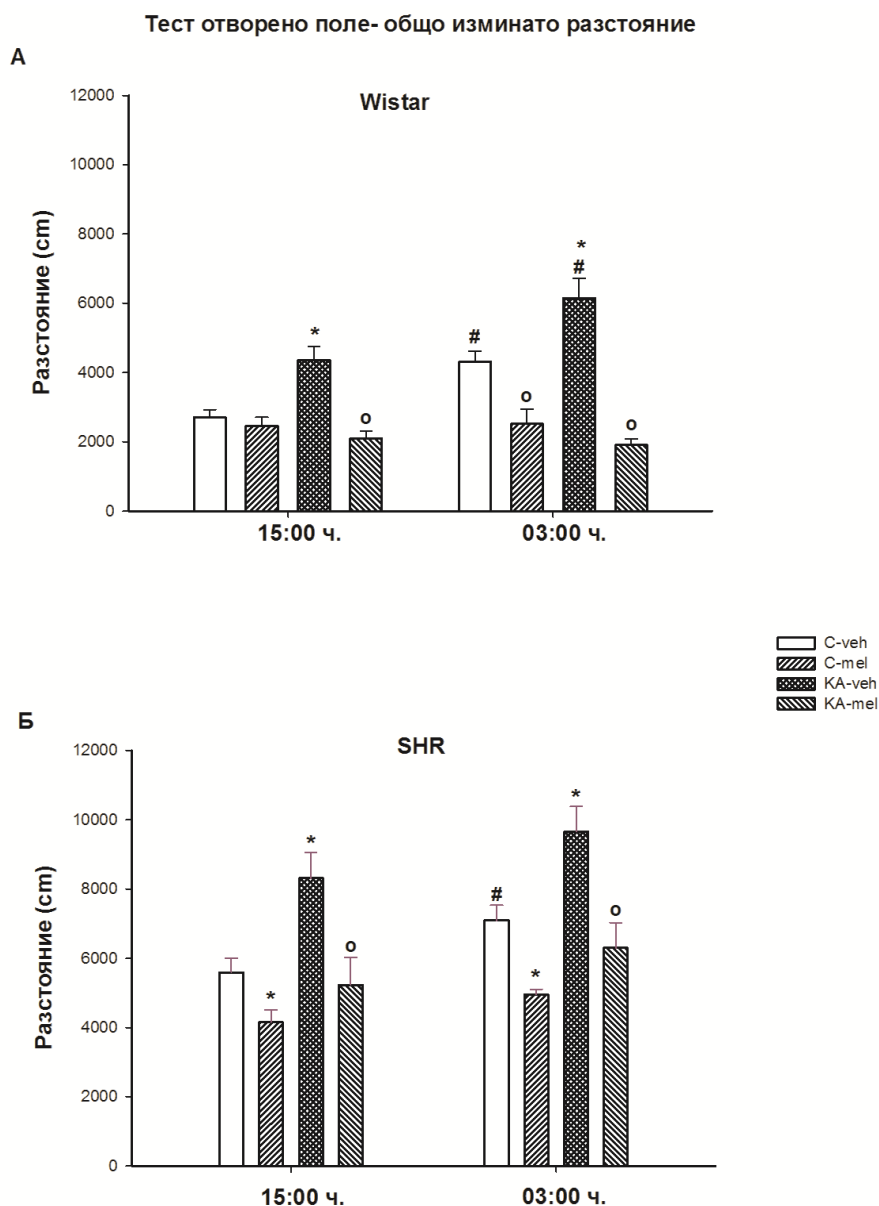 Тест отворено поле- общо изминато разстояние
А
Wistar
12000
10000
8000
6000
4000
2000
0
Разстояние (cm)
*
o
#
o
*
#
o
15:00 ч.
03:00 ч.
C-veh
C-mel
KA-veh
KA-mel
Б
SHR
12000
10000
8000
6000
4000
2000
0
Разстояние (cm)
*
*
o
#
*
*
o
15:00 ч.
03:00 ч.